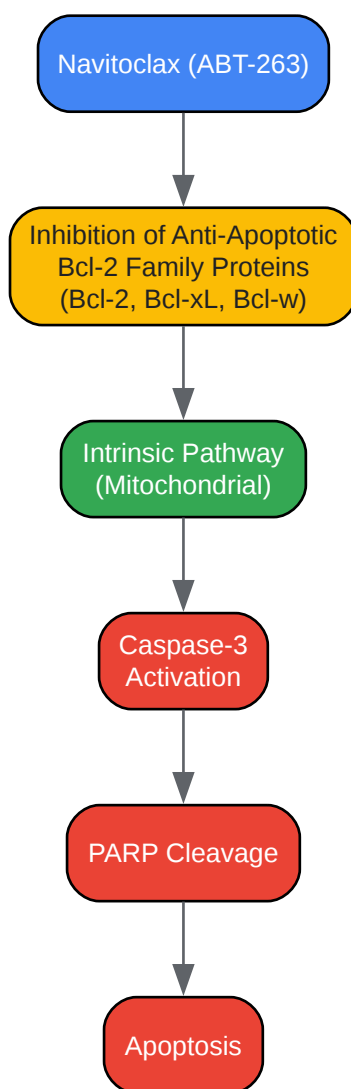 Navitoclax (ABT-263)
Inhibition of Anti-Apoptotic
Bcl-2 Family Proteins
(Bcl-2, Bcl-xL, Bcl-w)
Intrinsic Pathway
(Mitochondrial)
Caspase-3
Activation
PARP Cleavage
Apoptosis